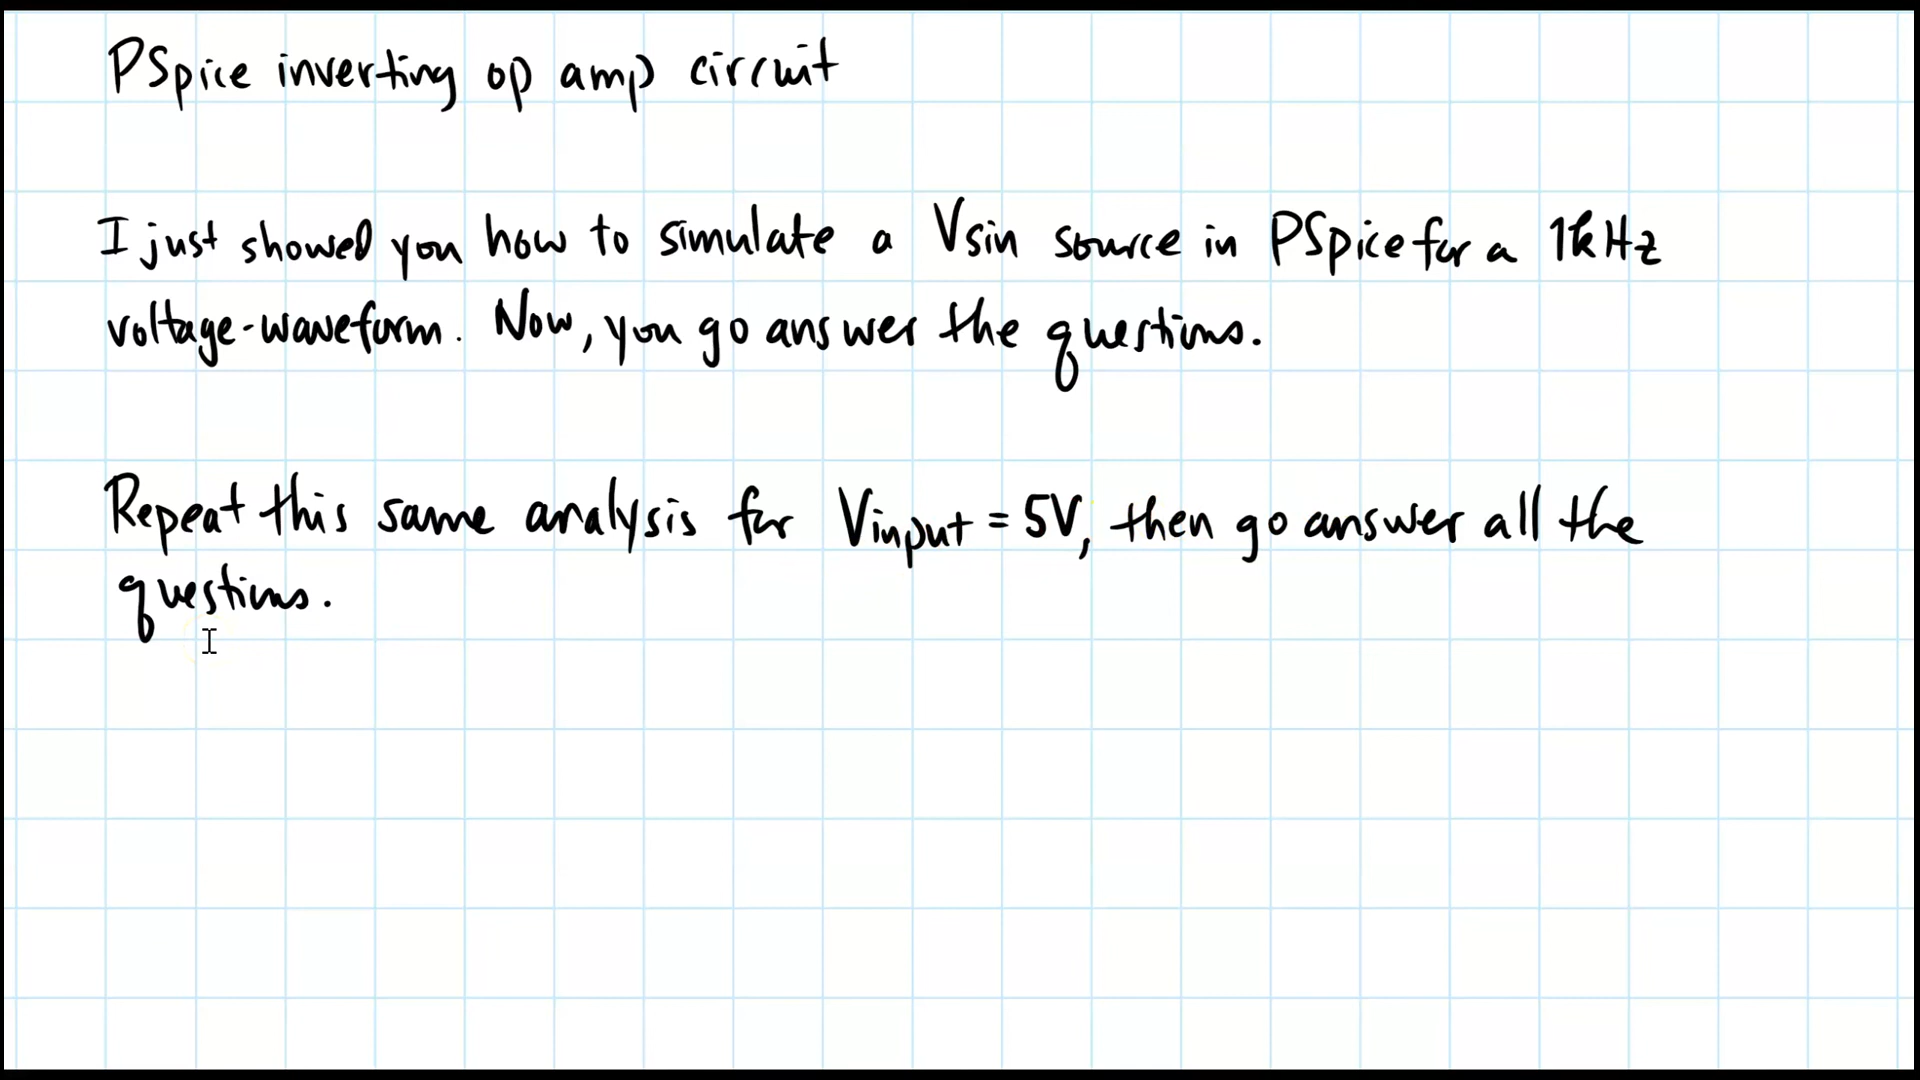 PSpice inverting op amp circuit
I just showed you how to simulate a Vsin source in PSpice for a 1kHz
voltage-waveform. Now, you go answer the questions.
Repeat this same analysis for Vinput = 5V, then go answer all the
questions.